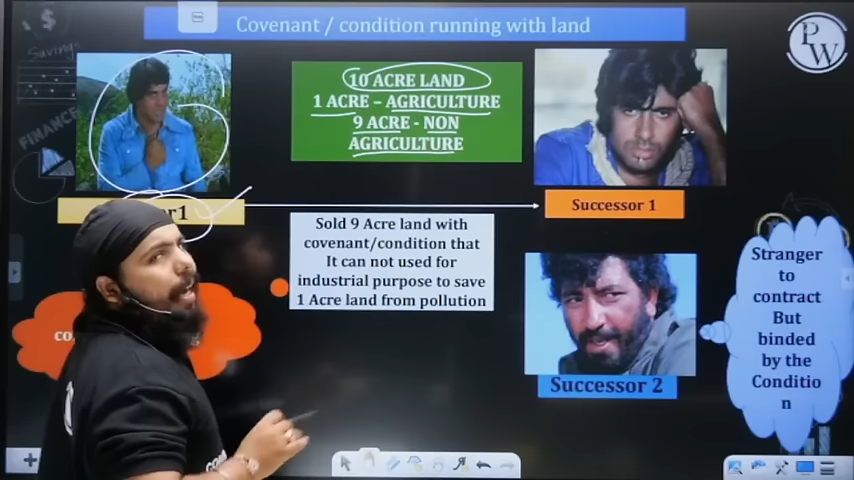 Covenant / condition running with land
Savings
FINANCE
10 ACRE LAND
1 ACRE – AGRICULTURE
9 ACRE - NON
AGRICULTURE
PW
Successor 1
Sold 9 Acre land with
covenant/condition that
It can not used for
industrial purpose to save
1 Acre land from pollution
Successor 2
Stranger
to
contract
But
binded
by the
Conditio
n